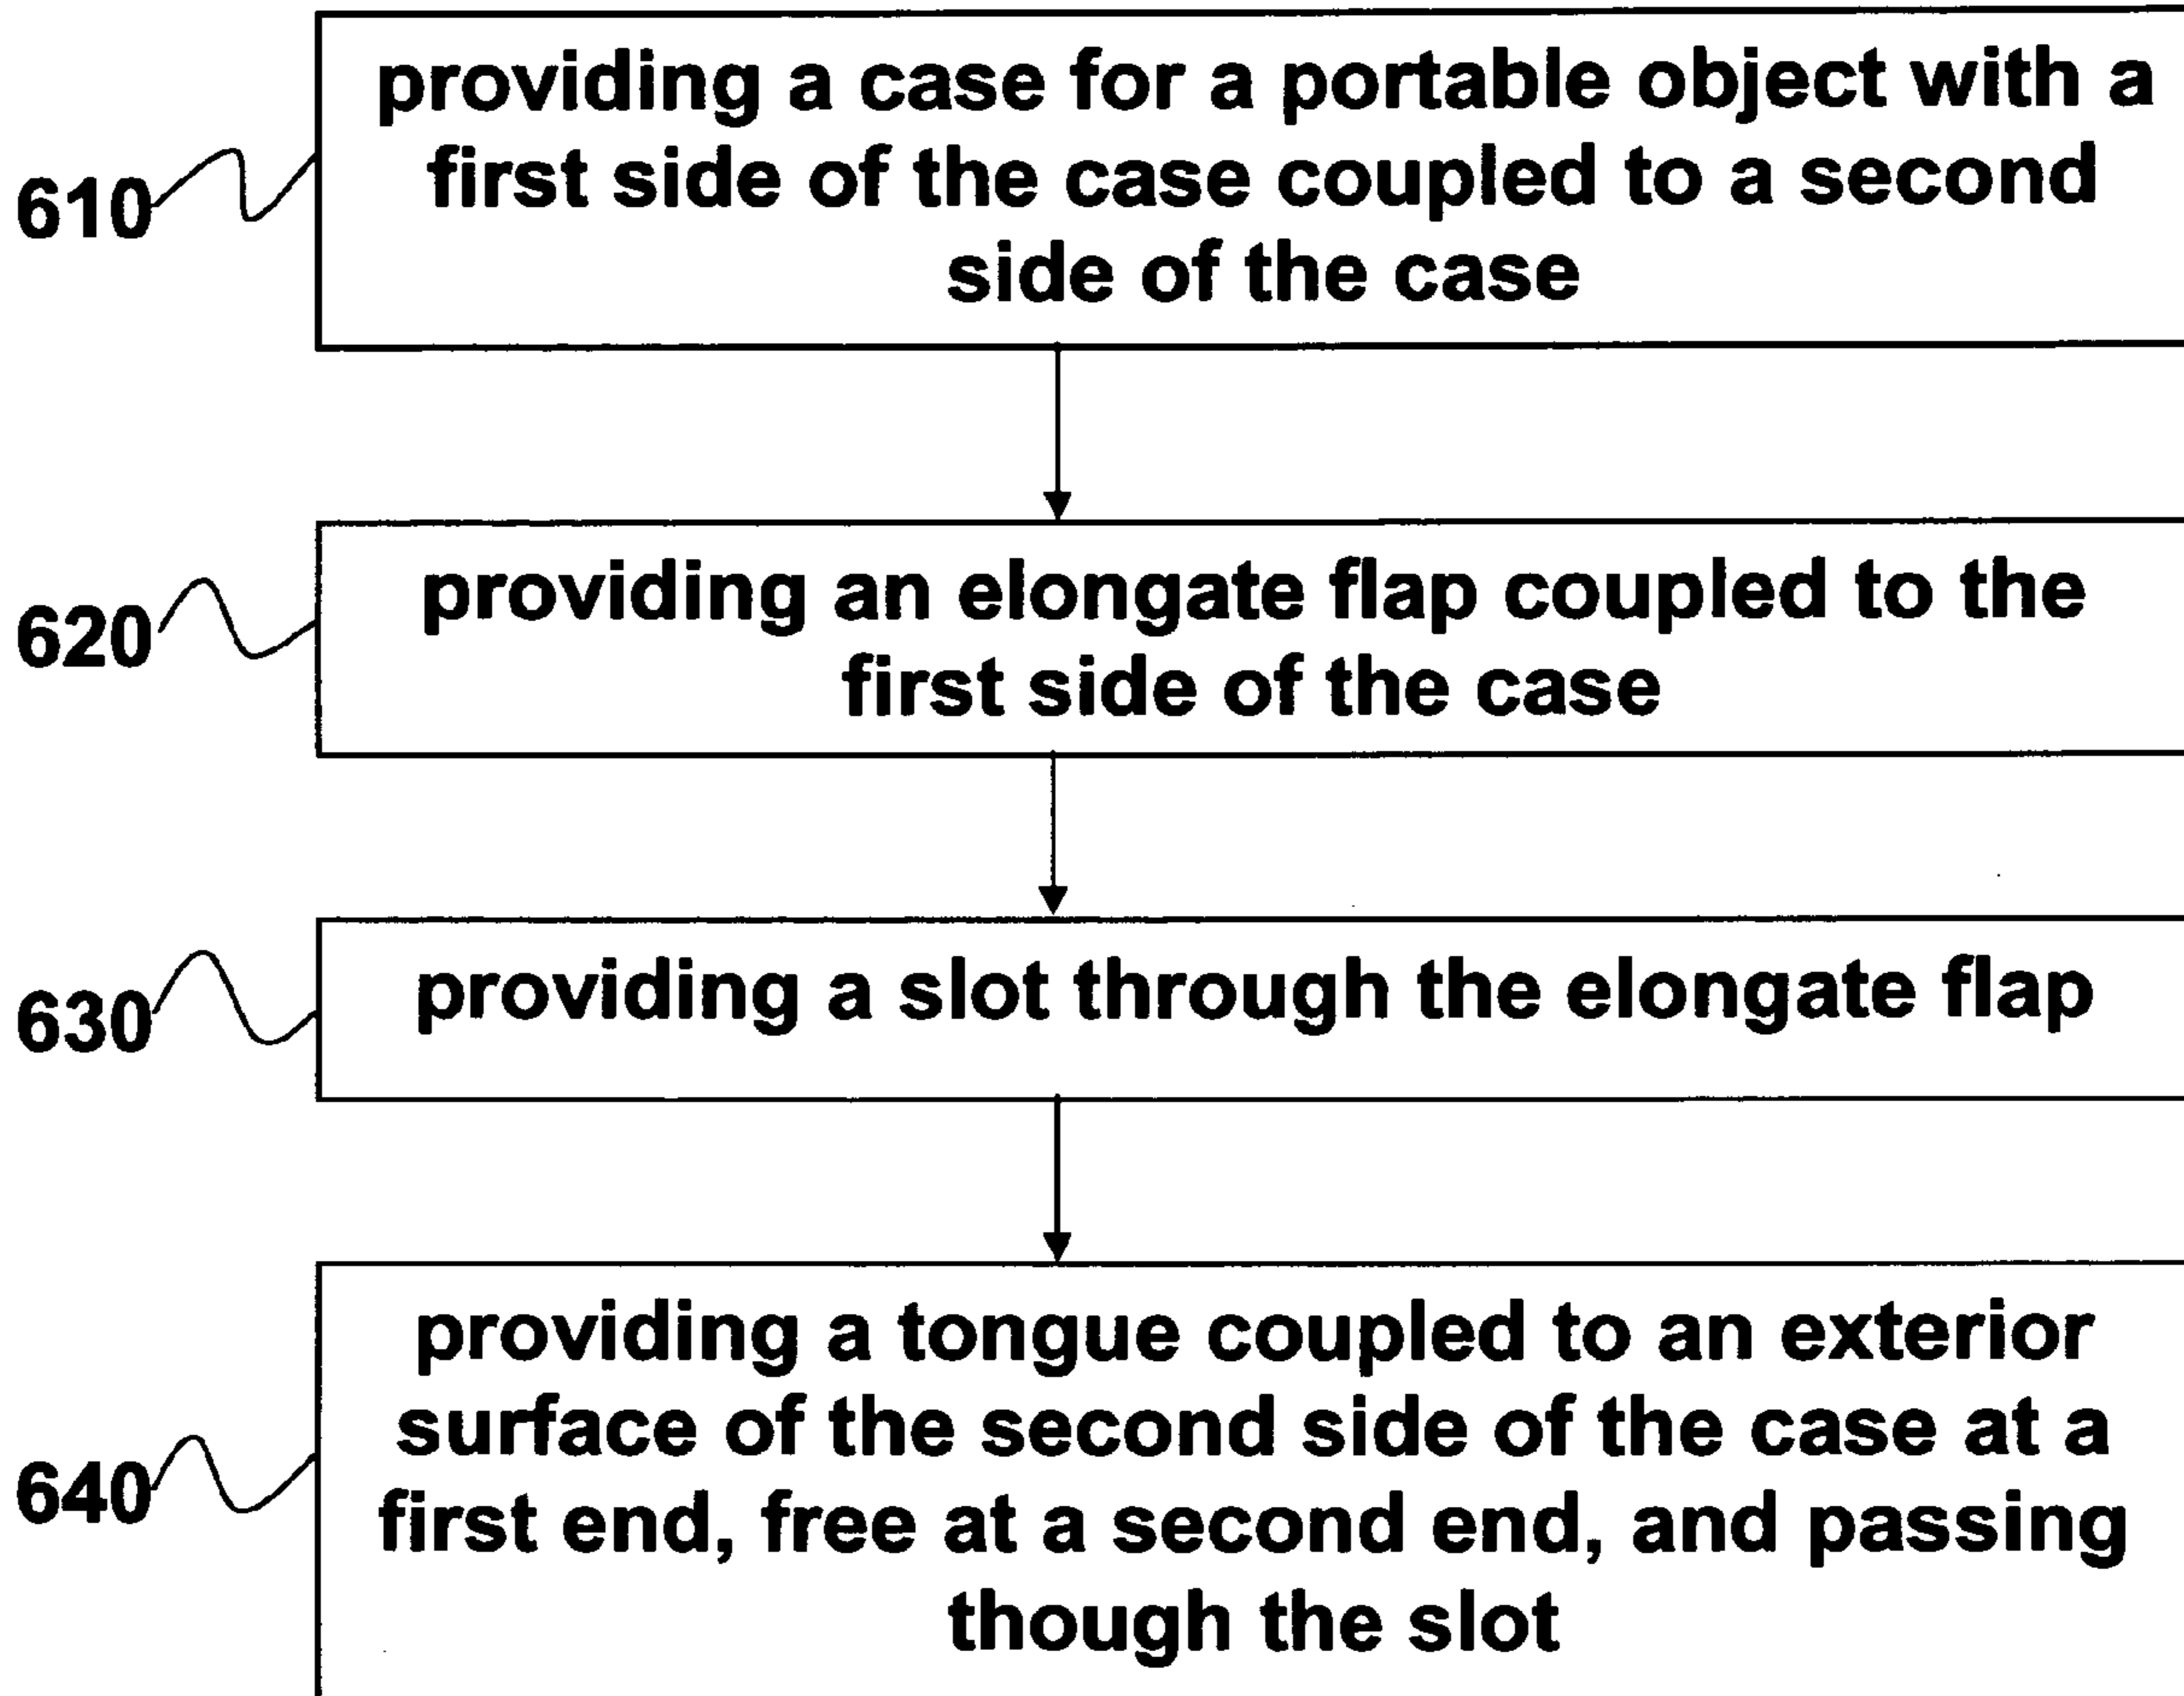 providing a case for a portable object with a
first side of the case coupled to a second
side of the case
610
providing an elongate flap coupled to the
first side of the case
620
providing a slot through the elongate flap
630
providing a tongue coupled to an exterior
surface of the second side of the case at a
first end, free at a second end, and passing
though the slot
640